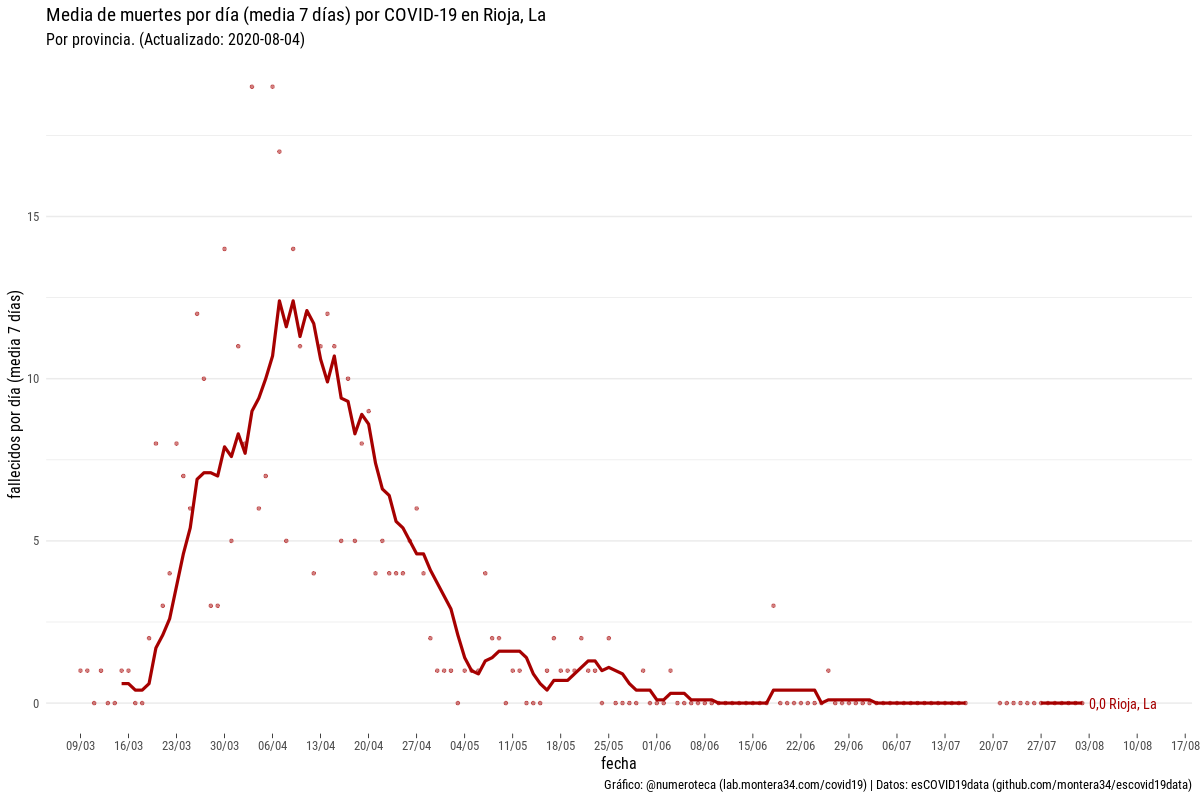 Media de muertes por día (media 7 días) por COVID-19 en Rioja, La
Por provincia. (Actualizado: 2020-08-04)
fallecidos por día (media 7 días)
15
10
5
0
0,0 Rioja, La
09/03 16/03 23/03 30/03 06/04 13/04 20/04 27/04 04/05 11/05 18/05 25/05 01/06 08/06 15/06 22/06 29/06 06/07 13/07 20/07 27/07 03/08 10/08 17/08
fecha
Gráfico: @numeroteca (lab.montera34.com/covid19) | Datos: esCOVID19data (github.com/montera34/escovid19data)